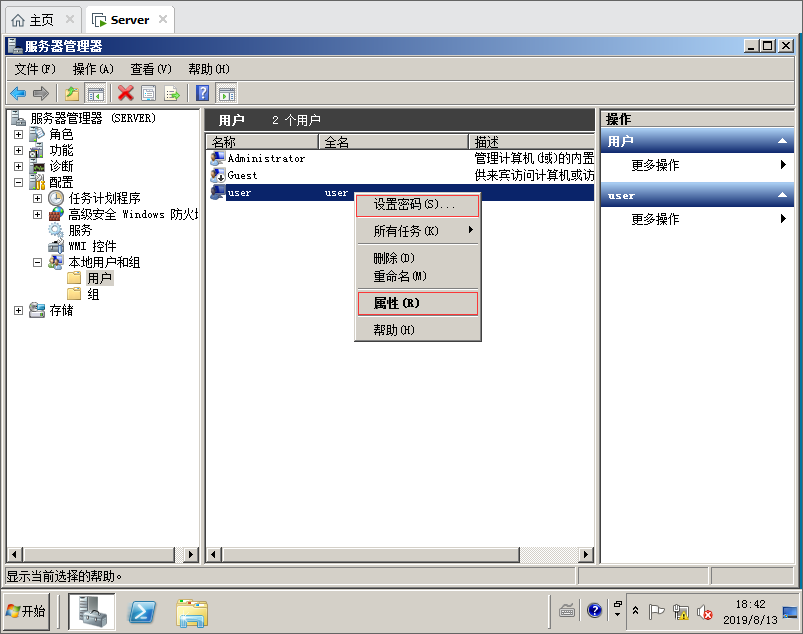 主页
Server
服务器管理器
文件(F) 操作(A) 查看(V) 帮助(H)
服务器管理器 (SERVER)
角色
功能
诊断
配置
任务计划程序
高级安全 Windows 防火
服务
WMI 控件
本地用户和组
用户
组
存储
用户 2 个用户
名称 全名 描述
Administrator 管理计算机(域)的内置
Guest 供来宾访问计算机或访
user user
设置密码(S)...
所有任务(K)
删除(D)
重命名(M)
属性(R)
帮助(H)
操作
用户
更多操作
user
更多操作
显示当前选择的帮助。
开始
18:42
2019/8/13